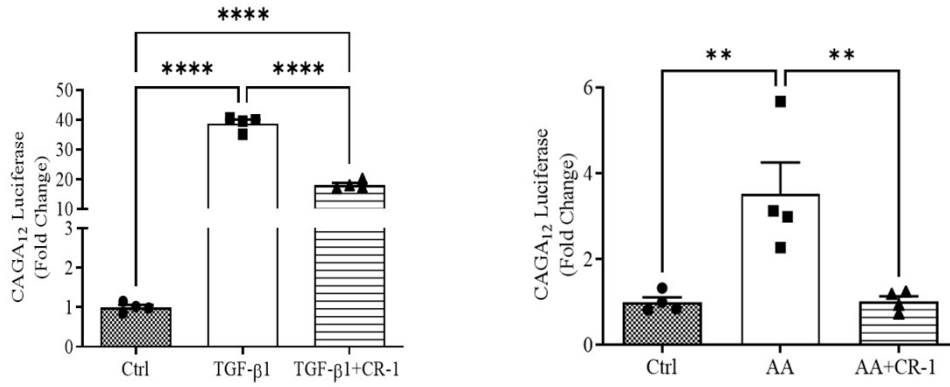 ****
**** ****
50
40
30
20
10
3
2
1
0
CAGA12 Luciferase
(Fold Change)
Ctrl TGF-β1 TGF-β1+CR-1
** **
6
4
2
0
CAGA12 Luciferase
(Fold Change)
Ctrl AA AA+CR-1